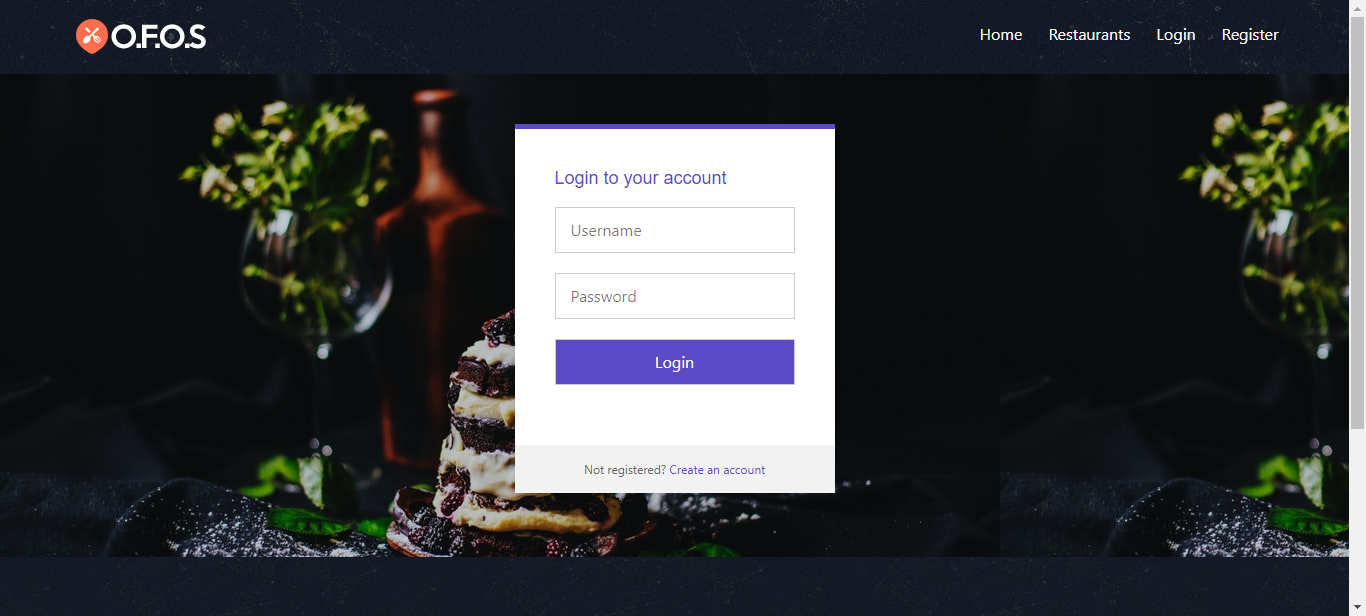 O.F.O.S
Home Restaurants Login Register
Login to your account
Username
Password
Login
Not registered? Create an account